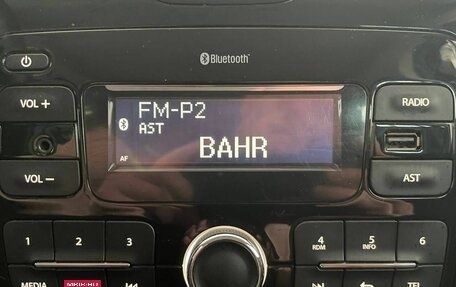 Bluetooth
VOL +
FM-P2
AST
AF
BAHR
RADIO
VOL −
AST
1 2 3
4 RDM
5 INFO
6
MEDIA
TEL